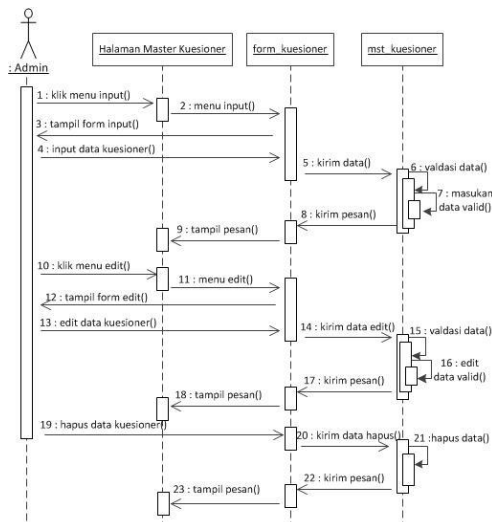 Halaman Master Kuesioner
form_kuesioner
mst_kuesioner
: Admin
1 : klik menu input()
2 : menu input()
3 : tampil form input()
4 : input data kuesioner()
5 : kirim data()
6 : valdasi data()
7 : masukan
data valid()
8 : kirim pesan()
9 : tampil pesan()
10 : klik menu edit()
11 : menu edit()
12 : tampil form edit()
13 : edit data kuesioner()
14 : kirim data edit()
15 : valdasi data()
16 : edit
data valid()
17 : kirim pesan()
18 : tampil pesan()
19 : hapus data kuesioner()
20 : kirim data hapus()
21 :hapus data()
22 : kirim pesan()
23 : tampil pesan()